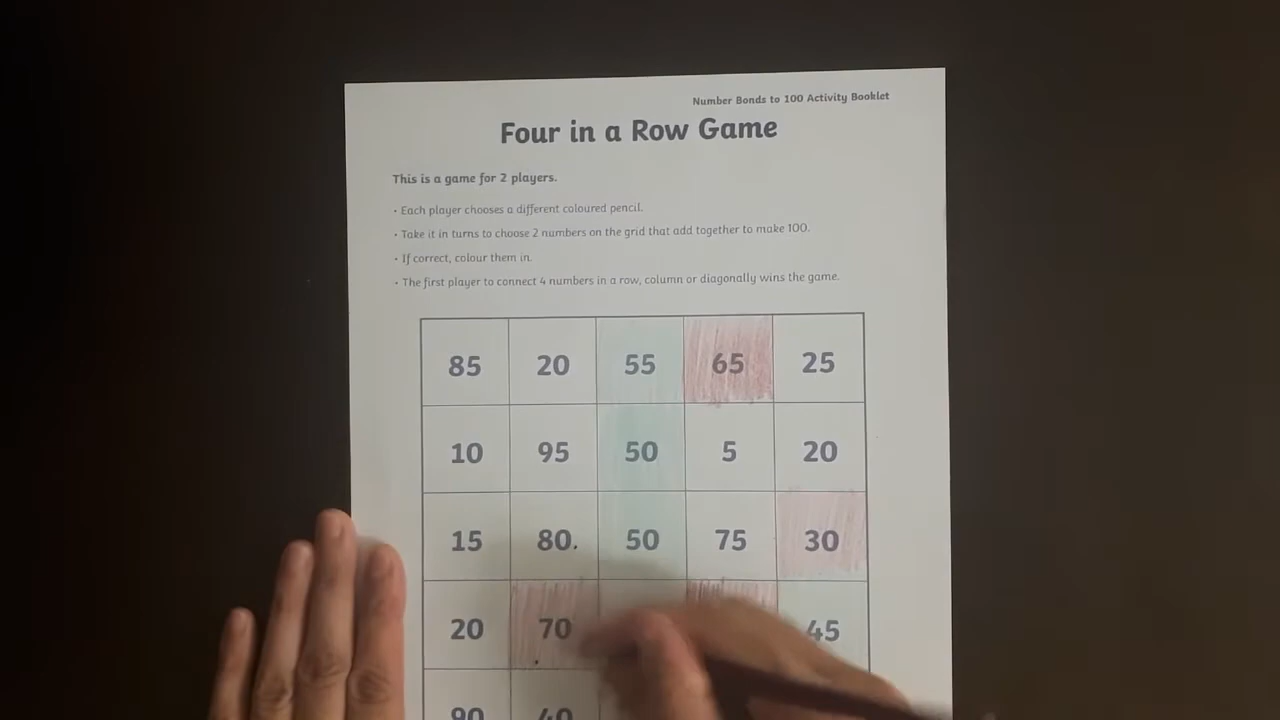 Number Bonds to 100 Activity Booklet
Four in a Row Game
This is a game for 2 players.
• Each player chooses a different coloured pencil.
• Take it in turns to choose 2 numbers on the grid that add together to make 100.
• If correct, colour them in.
• The first player to connect 4 numbers in a row, column or diagonally wins the game.
85 20 55 65 25
10 95 50 5 20
15 80. 50 75 30
20 70 45
90 40